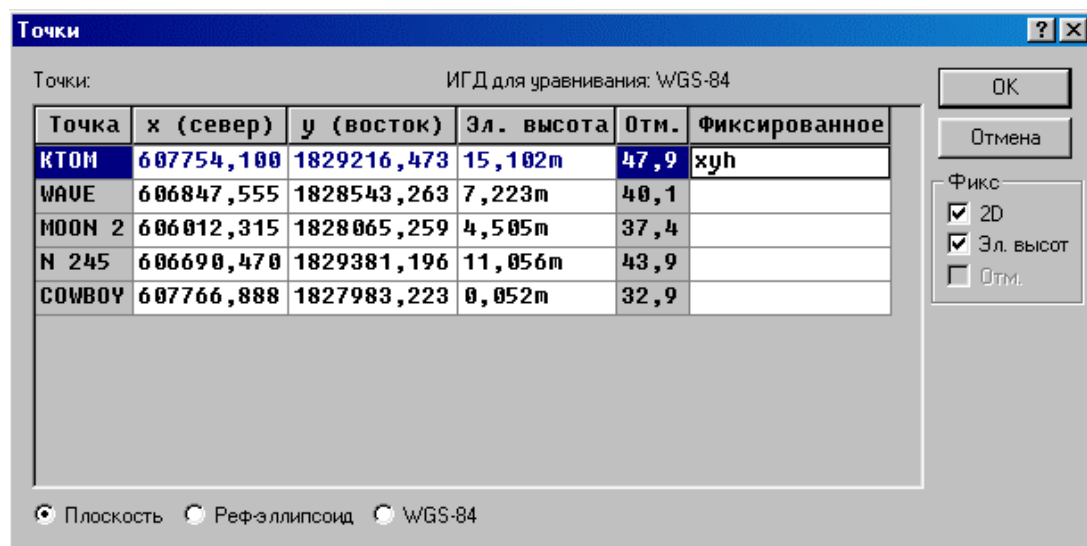 Точки
Точки: ИГД для уравнивания: WGS-84
OK
Отмена
Точка x (север) y (восток) Эл. высота Отм. Фиксированное
KTOM 607754,100 1829216,473 15,102m 47,9 xyh
WAVE 606847,555 1828543,263 7,223m 40,1
MOON 2 606012,315 1828065,259 4,505m 37,4
N 245 606690,470 1829381,196 11,056m 43,9
COWBOY 607766,888 1827983,223 0,052m 32,9
Фикс
2D
Эл. высот
Отм.
Плоскость Реф-эллипсоид WGS-84